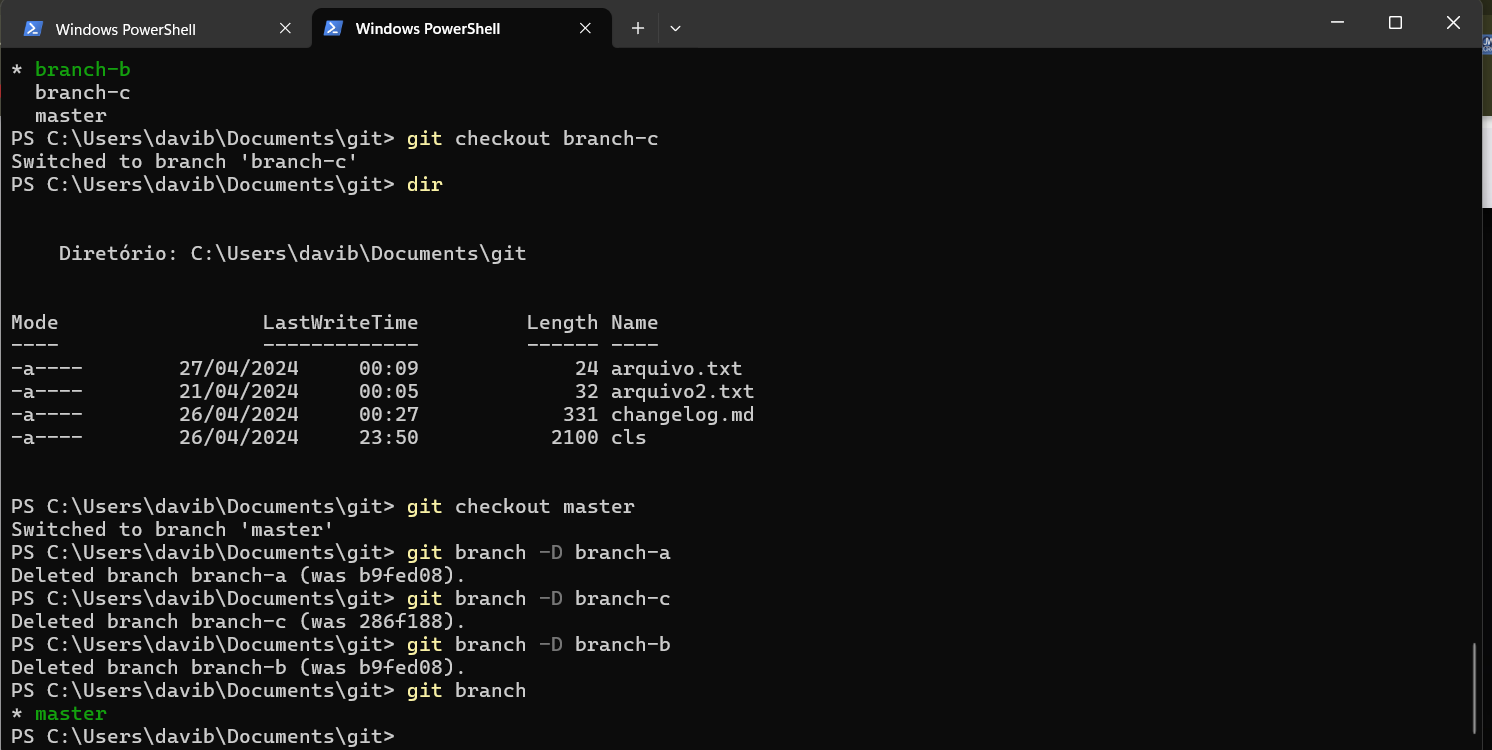 Windows PowerShell
Windows PowerShell
* branch-b
branch-c
master
PS C:\Users\davib\Documents\git> git checkout branch-c
Switched to branch 'branch-c'
PS C:\Users\davib\Documents\git> dir
Diretório: C:\Users\davib\Documents\git
Mode LastWriteTime Length Name
---- ------------- ------ ----
-a---- 27/04/2024 00:09 24 arquivo.txt
-a---- 21/04/2024 00:05 32 arquivo2.txt
-a---- 26/04/2024 00:27 331 changelog.md
-a---- 26/04/2024 23:50 2100 cls
PS C:\Users\davib\Documents\git> git checkout master
Switched to branch 'master'
PS C:\Users\davib\Documents\git> git branch -D branch-a
Deleted branch branch-a (was b9fed08).
PS C:\Users\davib\Documents\git> git branch -D branch-c
Deleted branch branch-c (was 286f188).
PS C:\Users\davib\Documents\git> git branch -D branch-b
Deleted branch branch-b (was b9fed08).
PS C:\Users\davib\Documents\git> git branch
* master
PS C:\Users\davib\Documents\git>